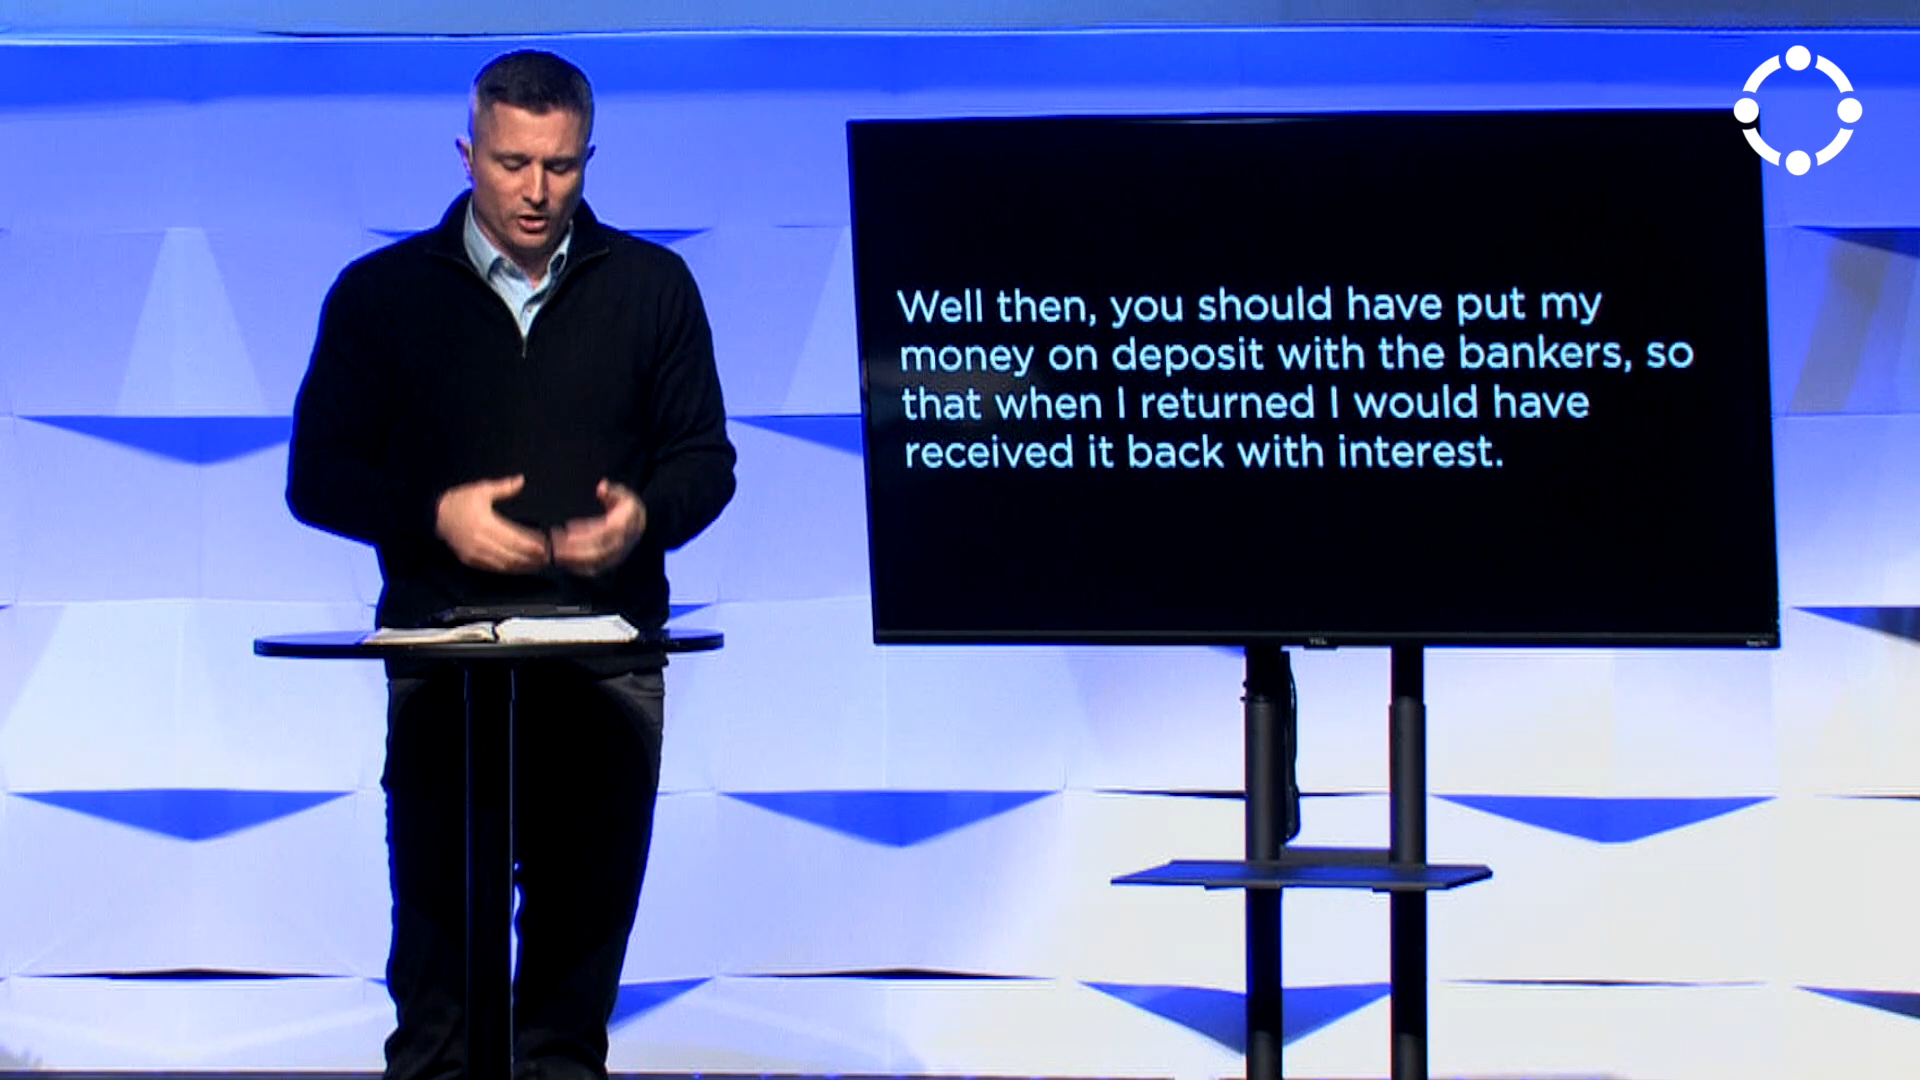 Well then, you should have put my
money on deposit with the bankers, so
that when I returned I would have
received it back with interest.
TCL